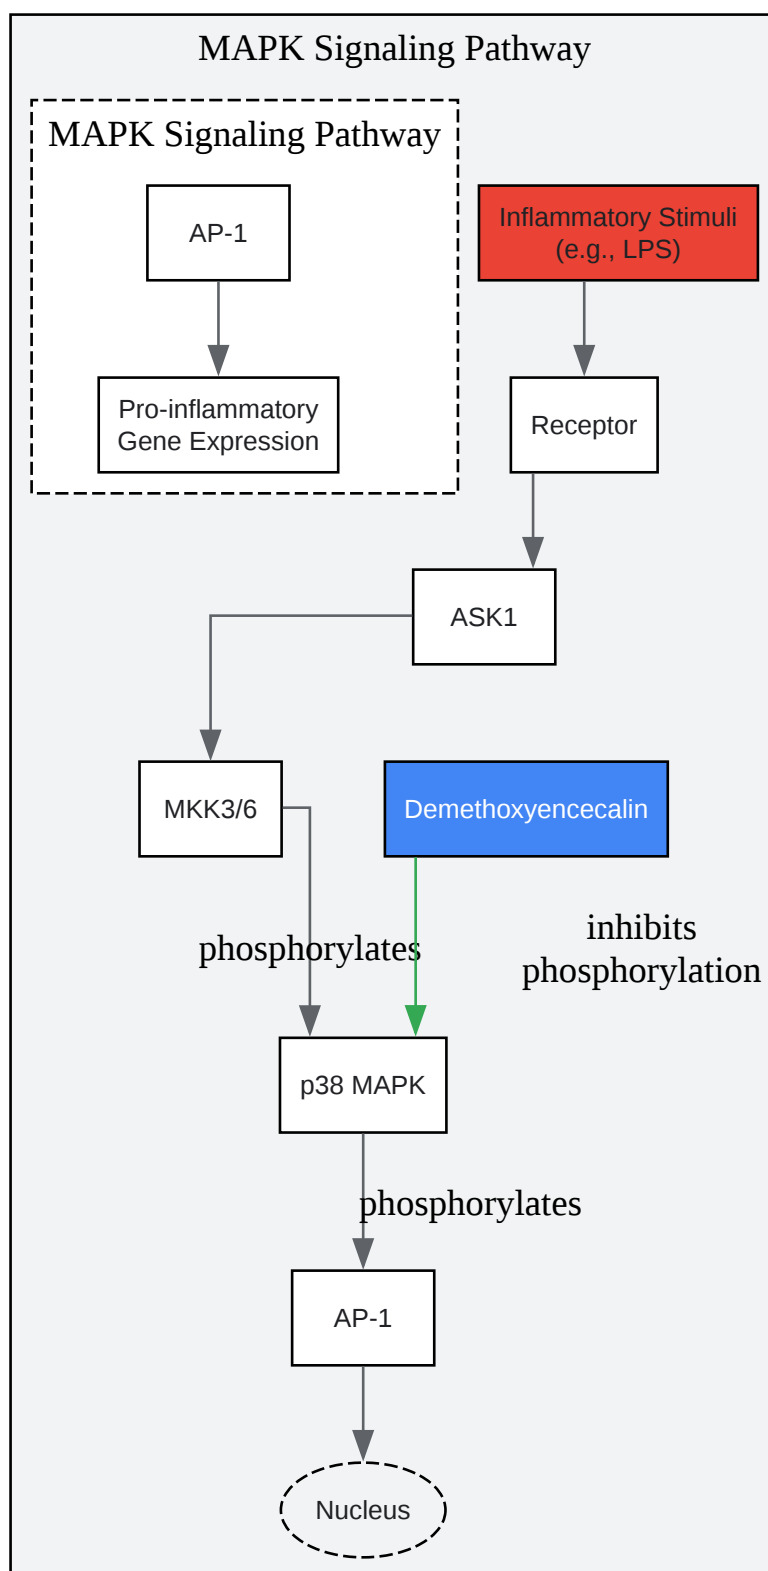 MAPK Signaling Pathway
MAPK Signaling Pathway
AP-1
Inflammatory Stimuli
(e.g., LPS)
Pro-inflammatory
Gene Expression
Receptor
ASK1
MKK3/6
Demethoxyencecalin
phosphorylates
inhibits
phosphorylation
p38 MAPK
phosphorylates
AP-1
Nucleus